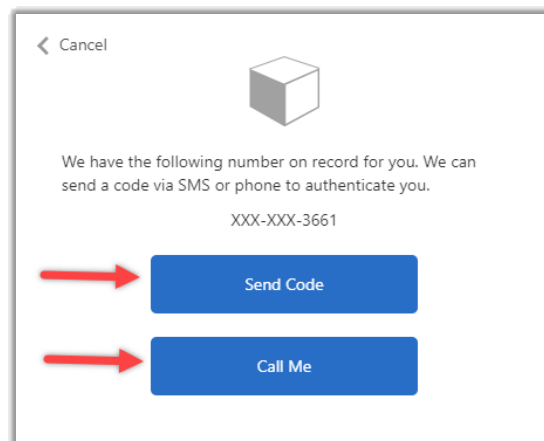 Cancel
We have the following number on record for you. We can
send a code via SMS or phone to authenticate you.
XXX-XXX-3661
Send Code
Call Me